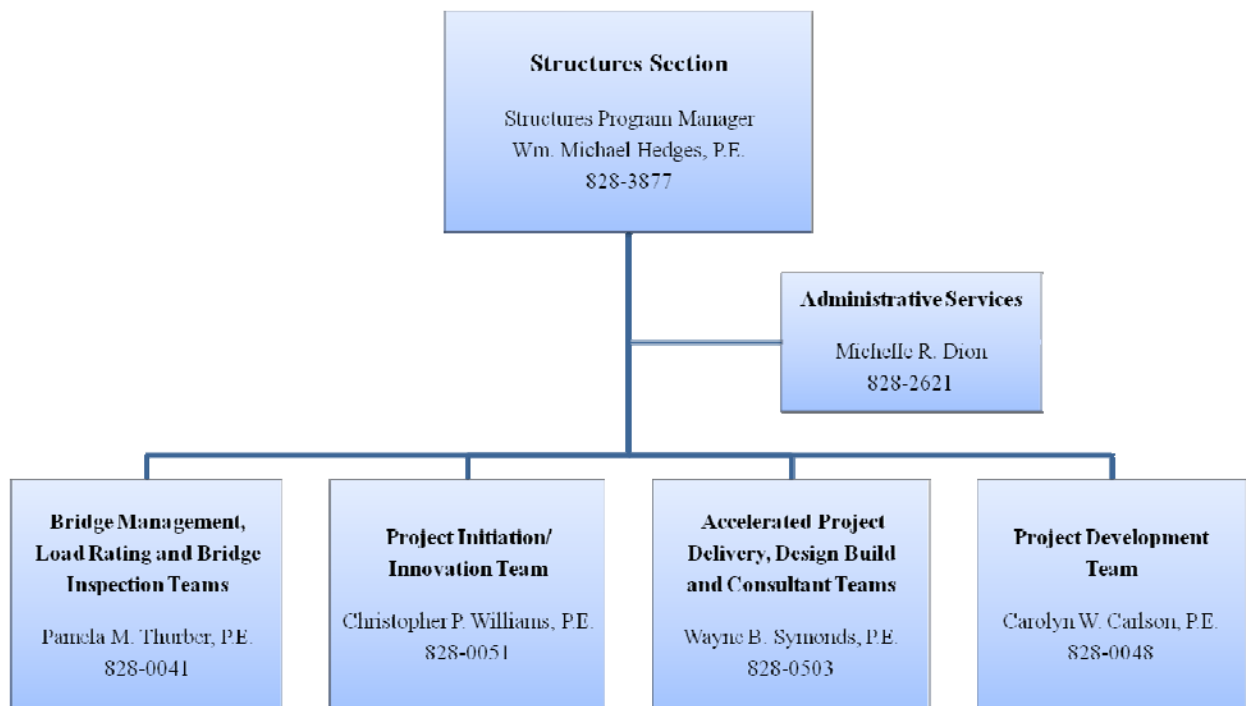 Structures Section
Structures Program Manager
Wm. Michael Hedges, P.E.
828-3877
Administrative Services
Michelle R. Dion
828-2621
Bridge Management,
Load Rating and Bridge
Inspection Teams
Pamela M. Thurber, P.E.
828-0041
Project Initiation/
Innovation Team
Christopher P. Williams, P.E.
828-0051
Accelerated Project
Delivery, Design Build
and Consultant Teams
Wayne B. Symonds, P.E.
828-0503
Project Development
Team
Carolyn W. Carlson, P.E.
828-0048